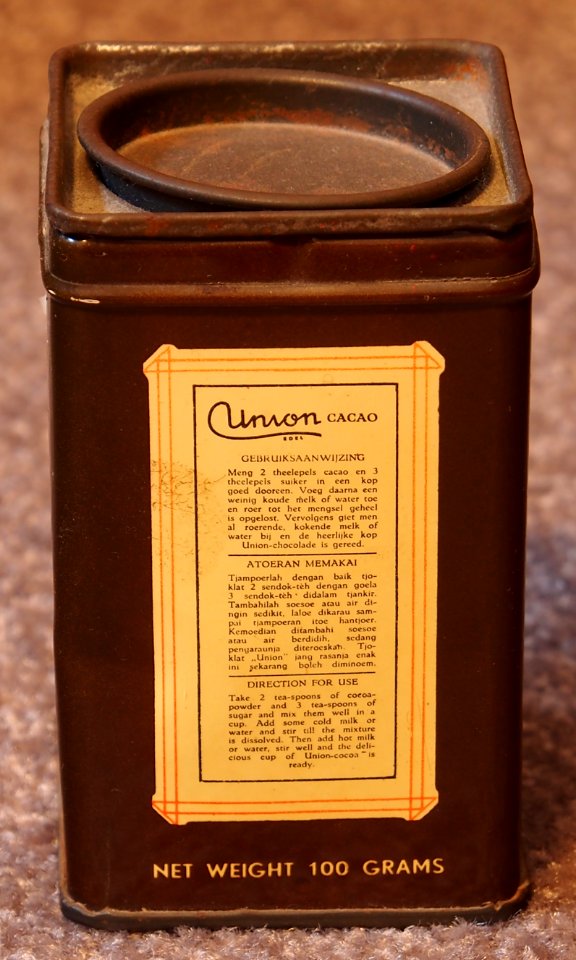 Union CACAO
EDEL
GEBRUIKSAANWIJZING
Meng 2 theelepels cacao en 3
theelepels suiker in een kop
goed dooreen. Voeg daarna een
weinig koude melk of water toe
en roer tot het mengsel geheel
is opgelost. Vervolgens giet men
al roerende, kokende melk of
water bij en de heerlijke kop
Union-chocolade is gereed.
ATOERAN MEMAKAI
Tjampoerlah dengan baik tjo-
klat 2 sendok-tèh dengan goela
3 sendok-tèh didalam tjankir.
Tambahilah soesoe atau air di-
ngin sedikit, laloe dikarau sam-
pai tjampoeran itoe hantjoer.
Kemoedian ditambahi soesoe
atau air berdidih, sedang
pengaraunja diteroeskah. Tjo-
klat „Union" jang rasanja enak
ini sekarang boleh diminoem.
DIRECTION FOR USE
Take 2 tea-spoons of cocoa-
powder and 3 tea-spoons of
sugar and mix them well in a
cup. Add some cold milk or
water and stir till the mixture
is dissolved. Then add hot milk
or water, stir well and the deli-
cious cup of Union-cocoa is
ready.
NET WEIGHT 100 GRAMS